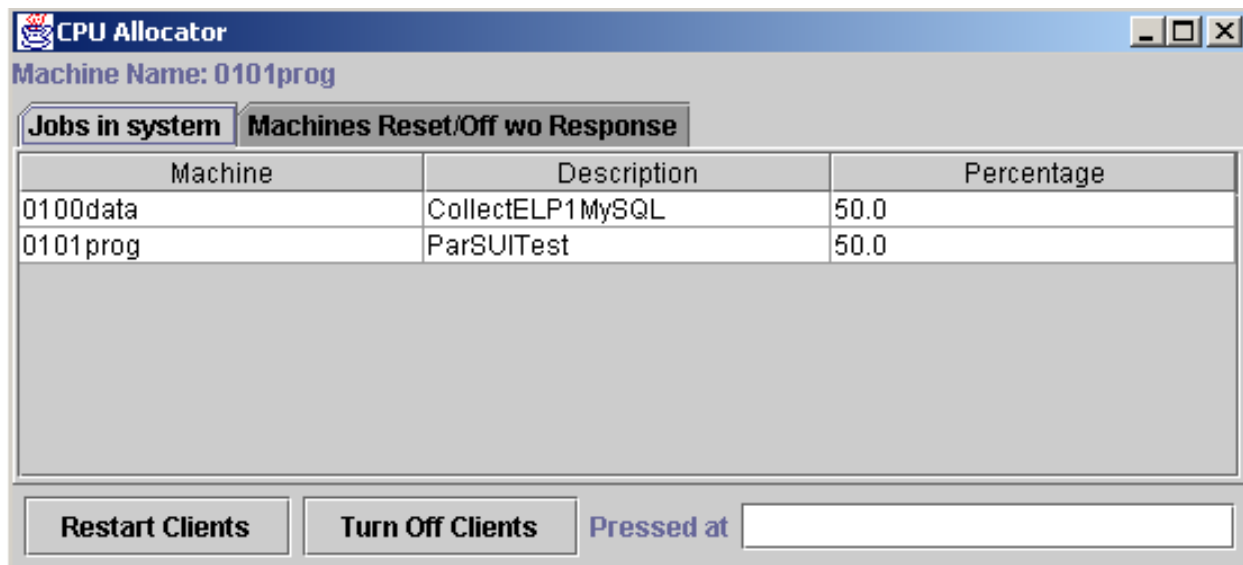 CPU Allocator
Machine Name: 0101prog
Jobs in system Machines Reset/Off wo Response
Machine Description Percentage
0100data CollectELP1MySQL 50.0
0101prog ParSUITest 50.0
Restart Clients Turn Off Clients Pressed at